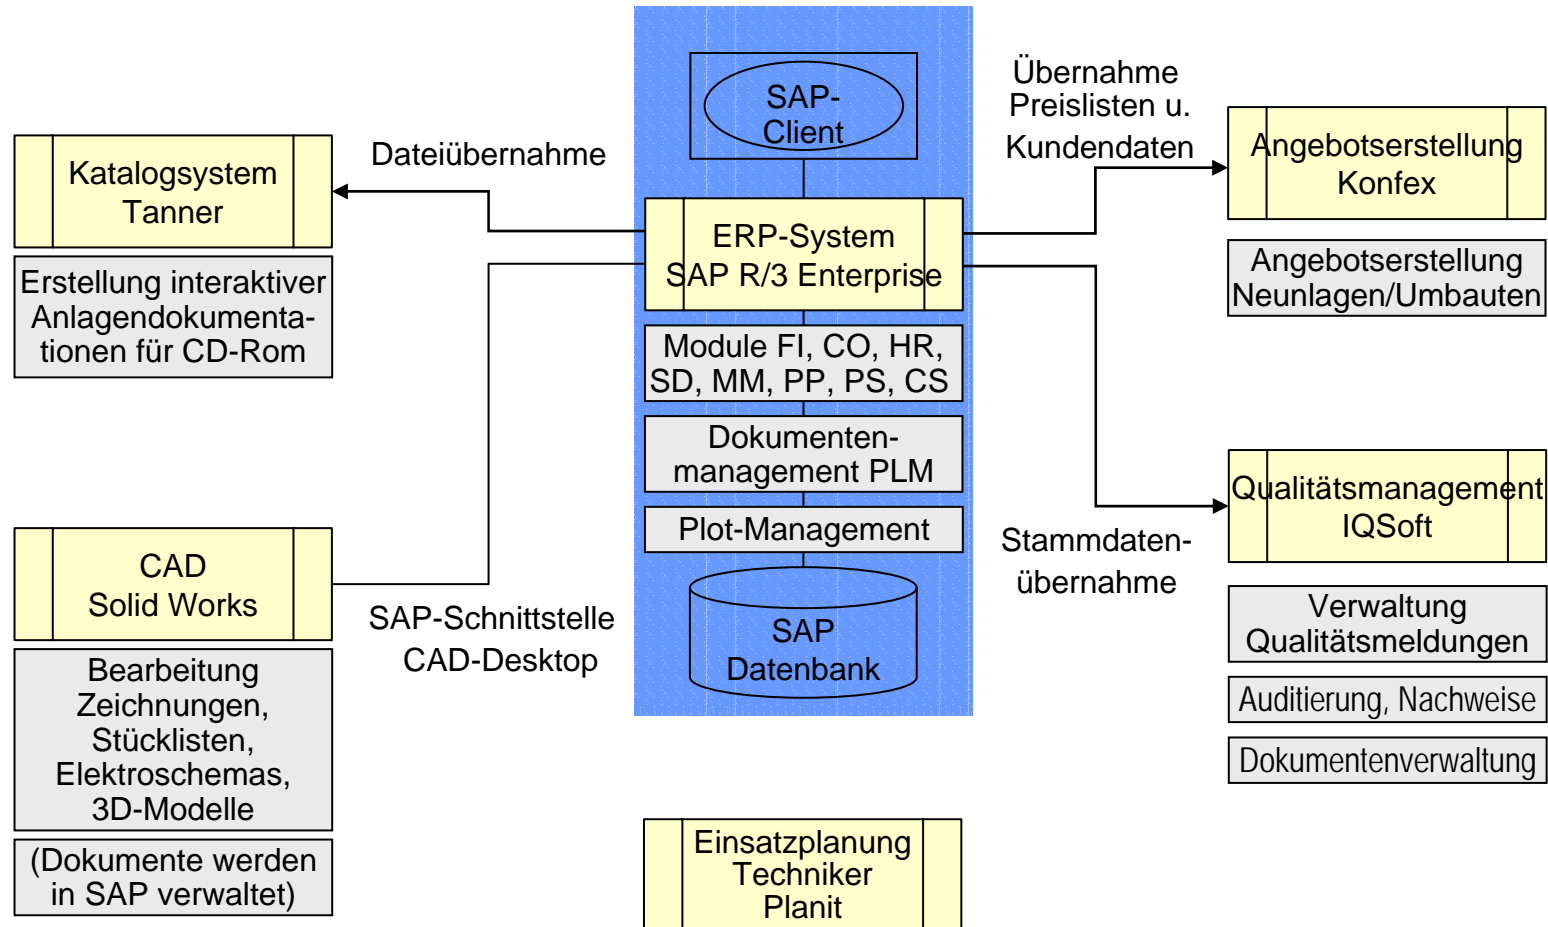 SAP-
Client
Übernahme
Preislisten u.
Kundendaten
Dateiübernahme
Katalogsystem
Tanner
Erstellung interaktiver
Anlagendokumenta-
tionen für CD-Rom
ERP-System
SAP R/3 Enterprise
Module FI, CO, HR,
SD, MM, PP, PS, CS
Dokumenten-
management PLM
Plot-Management
SAP
Datenbank
Angebotserstellung
Konfex
Angebotserstellung
Neunlagen/Umbauten
Qualitätsmanagement
IQSoft
Stammdaten-
übernahme
Verwaltung
Qualitätsmeldungen
Auditierung, Nachweise
Dokumentenverwaltung
CAD
Solid Works
SAP-Schnittstelle
CAD-Desktop
Bearbeitung
Zeichnungen,
Stücklisten,
Elektroschemas,
3D-Modelle
(Dokumente werden
in SAP verwaltet)
Einsatzplanung
Techniker
Planit